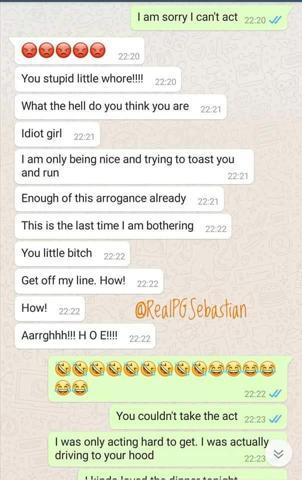 I am sorry I can't act
22:20
😡😡😡😡😡
22:20
You stupid little whore!!!!
22:20
What the hell do you think you are
22:21
Idiot girl
22:21
I am only being nice and trying to toast you
and run
22:21
Enough of this arrogance already
22:21
This is the last time I am bothering
22:22
You little bitch
22:22
Get off my line. How!
22:22
How!
22:22
@RealPGSebastian
Aarrghhh!!! H O E!!!!
22:22
🤣🤣🤣🤣🤣🤣🤣🤣🤣😂😂😂😂
😂😂
22:22
You couldn't take the act
22:23
I was only acting hard to get. I was actually
driving to your hood
22:23